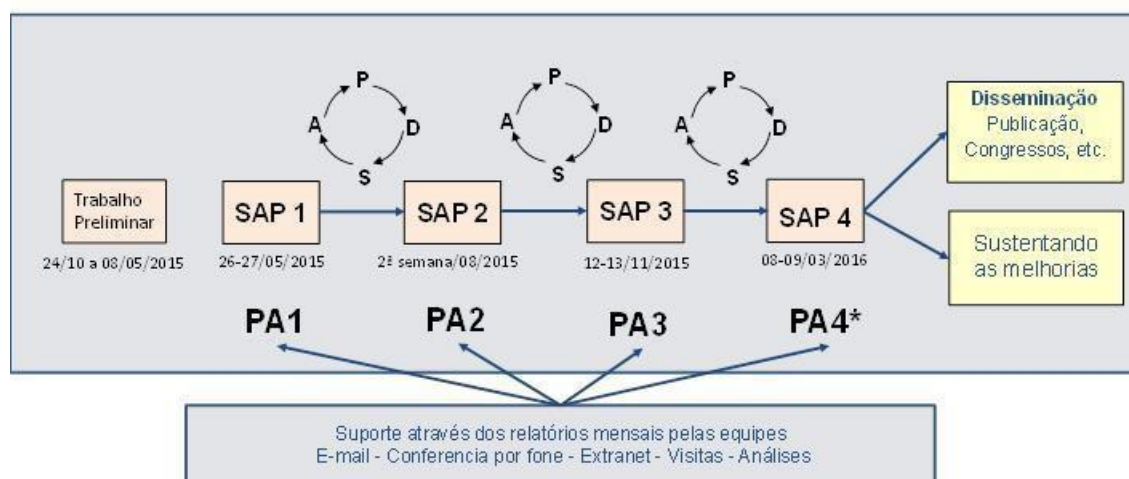 P
A
D
S
P
A
D
S
P
A
D
S
Trabalho
Preliminar
24/10 a 08/05/2015
SAP 1
26-27/05/2015
SAP 2
2ª semana/08/2015
SAP 3
12-13/11/2015
SAP 4
08-09/03/2016
Disseminação
Publicação,
Congressos, etc.
Sustentando
as melhorias
PA1
PA2
PA3
PA4*
Suporte através dos relatórios mensais pelas equipes
E-mail - Conferencia por fone - Extranet - Visitas - Análises